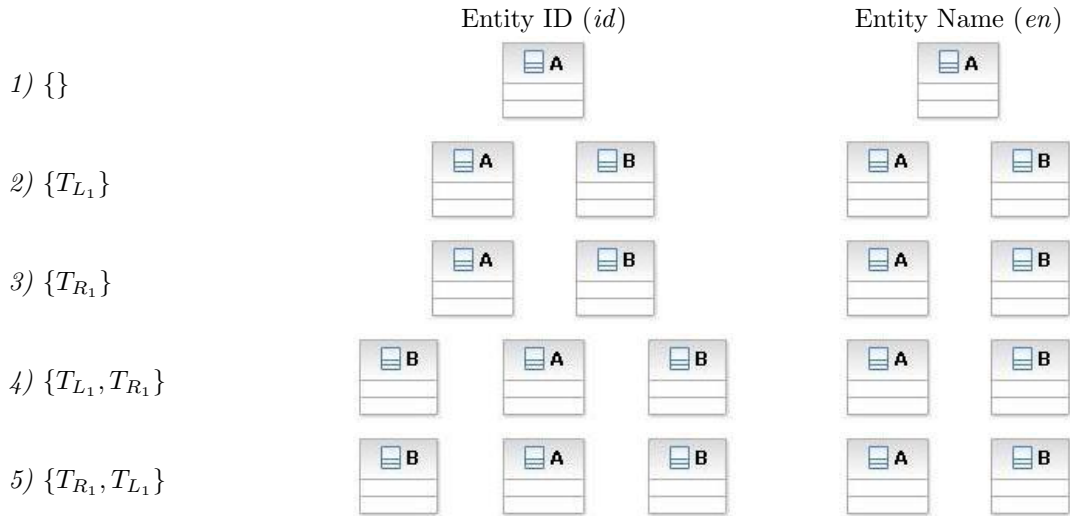 Entity ID (id) Entity Name (en)
1) {} A A
2) {T_{L_1}} A B A B
3) {T_{R_1}} A B A B
4) {T_{L_1}, T_{R_1}} B A B A B
5) {T_{R_1}, T_{L_1}} B A B A B